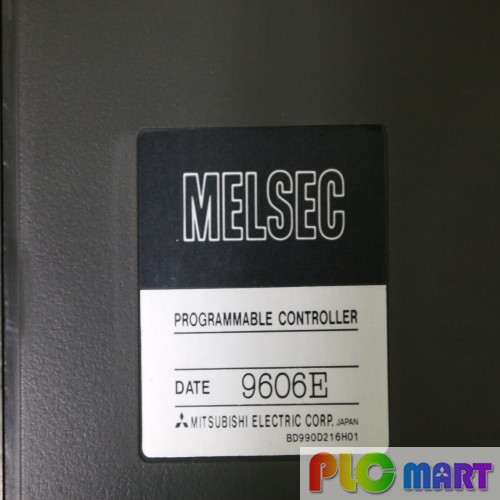 MELSEC
PROGRAMMABLE CONTROLLER
DATE 9606E
MITSUBISHI ELECTRIC CORP. JAPAN
BD990D216H01
PLC MART